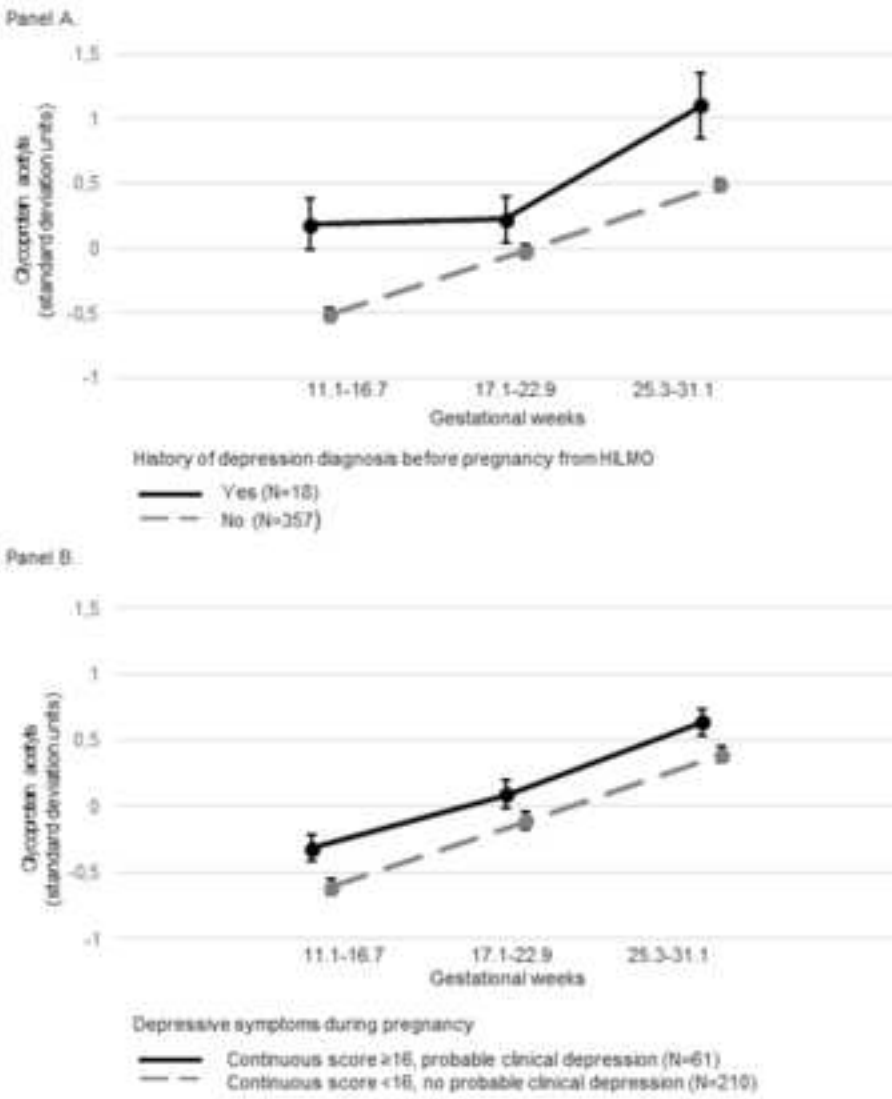 Panel A.
1,5
1
0,5
0
-0,5
-1
Glycoprotein acetyls
(standard deviation units)
11.1-16.7 17.1-22.9 25.3-31.1
Gestational weeks
History of depression diagnosis before pregnancy from HILMO
Yes (N=18)
No (N=357)
Panel B.
1,5
1
0,5
0
-0,5
-1
Glycoprotein acetyls
(standard deviation units)
11.1-16.7 17.1-22.9 25.3-31.1
Gestational weeks
Depressive symptoms during pregnancy
Continuous score ≥16, probable clinical depression (N=61)
Continuous score <16, no probable clinical depression (N=210)